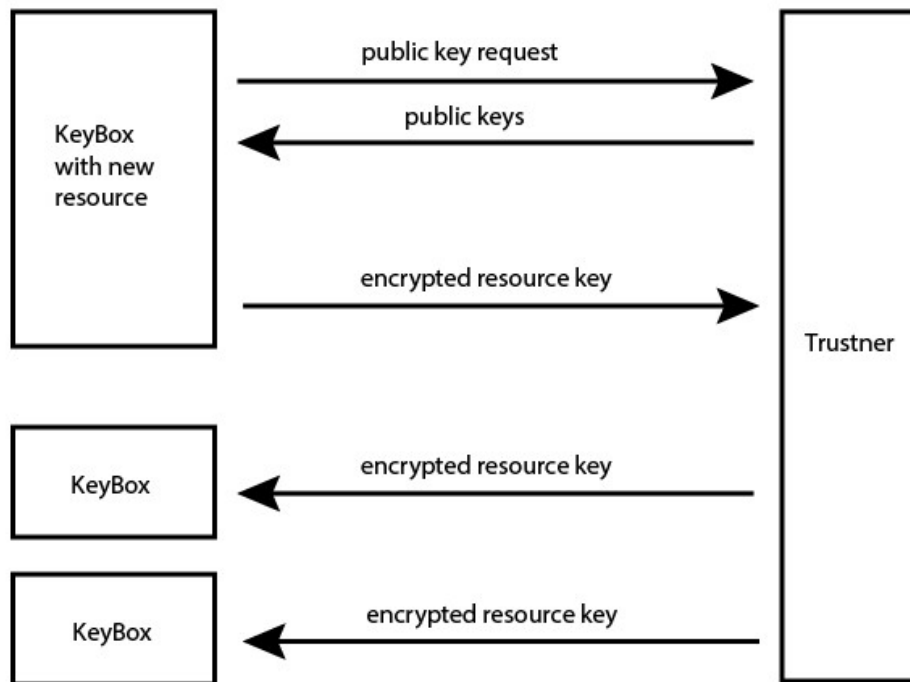 public key request
public keys
KeyBox
with new
resource
encrypted resource key
Trustner
encrypted resource key
KeyBox
encrypted resource key
KeyBox